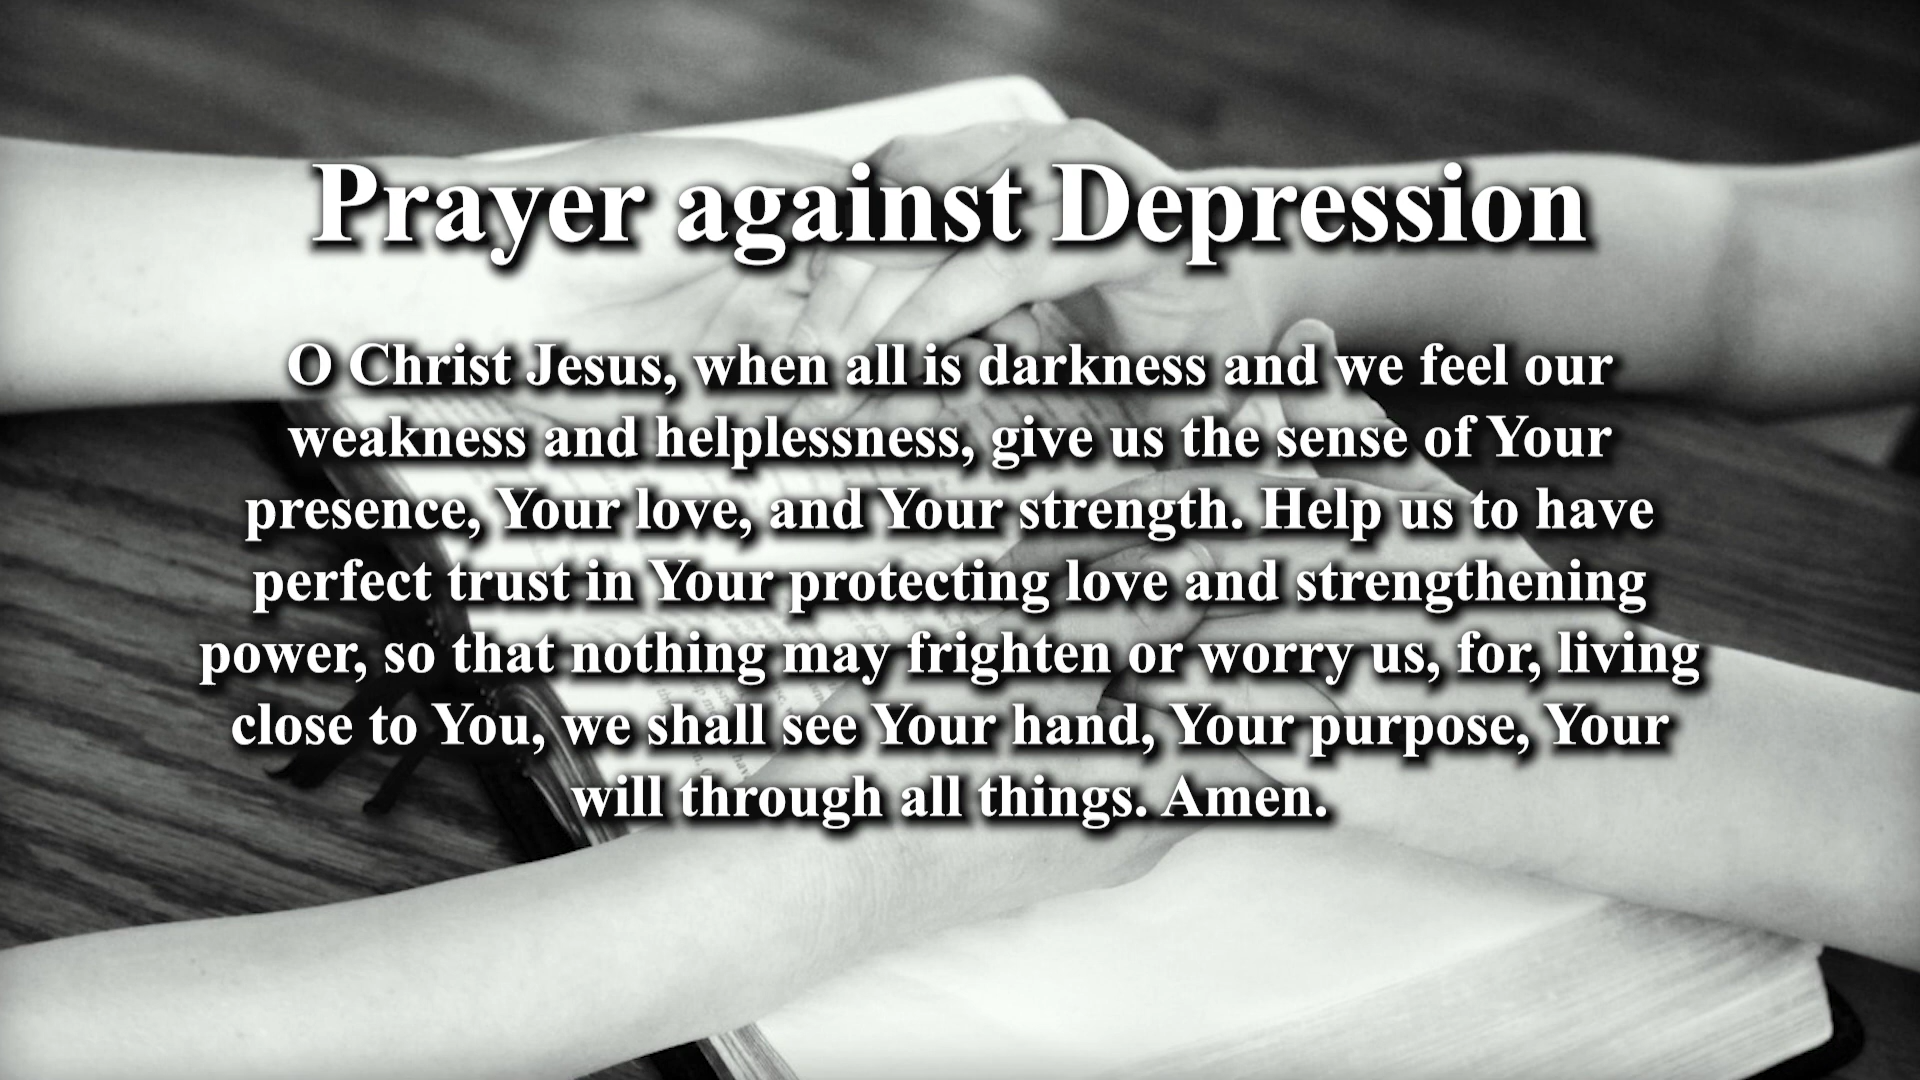 Prayer against Depression
O Christ Jesus, when all is darkness and we feel our
weakness and helplessness, give us the sense of Your
presence, Your love, and Your strength. Help us to have
perfect trust in Your protecting love and strengthening
power, so that nothing may frighten or worry us, for, living
close to You, we shall see Your hand, Your purpose, Your
will through all things. Amen.